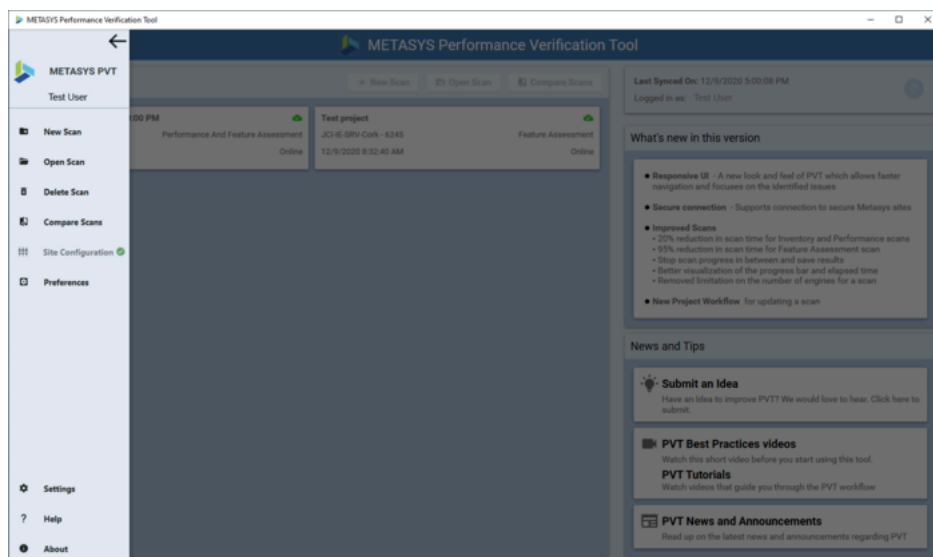 METASYS Performance Verification Tool
METASYS PVT
Test User
New Scan
Open Scan
Delete Scan
Compare Scans
Site Configuration
Preferences
Settings
? Help
About
METASYS Performance Verification Tool
+ New Scan Open Scan Compare Scans
:00 PM
Performance And Feature Assessment
Online
Test project
JCI-IE-SRV-Cork - 6245 Feature Assessment
12/9/2020 8:32:40 AM Online
Last Synced On: 12/9/2020 5:00:08 PM
Logged in as: Test User
What's new in this version
• Responsive UI - A new look and feel of PVT which allows faster
navigation and focuses on the identified issues
• Secure connection - Supports connection to secure Metasys sites
• Improved Scans
• 20% reduction in scan time for Inventory and Performance scans
• 95% reduction in scan time for Feature Assessment scan
• Stop scan progress in between and save results
• Better visualization of the progress bar and elapsed time
• Removed limitation on the number of engines for a scan
• New Project Workflow for updating a scan
News and Tips
Submit an Idea
Have an Idea to improve PVT? We would love to hear. Click here to
submit.
PVT Best Practices videos
Watch this short video before you start using this tool.
PVT Tutorials
Watch videos that guide you through the PVT workflow
PVT News and Announcements
Read up on the latest news and announcements regarding PVT